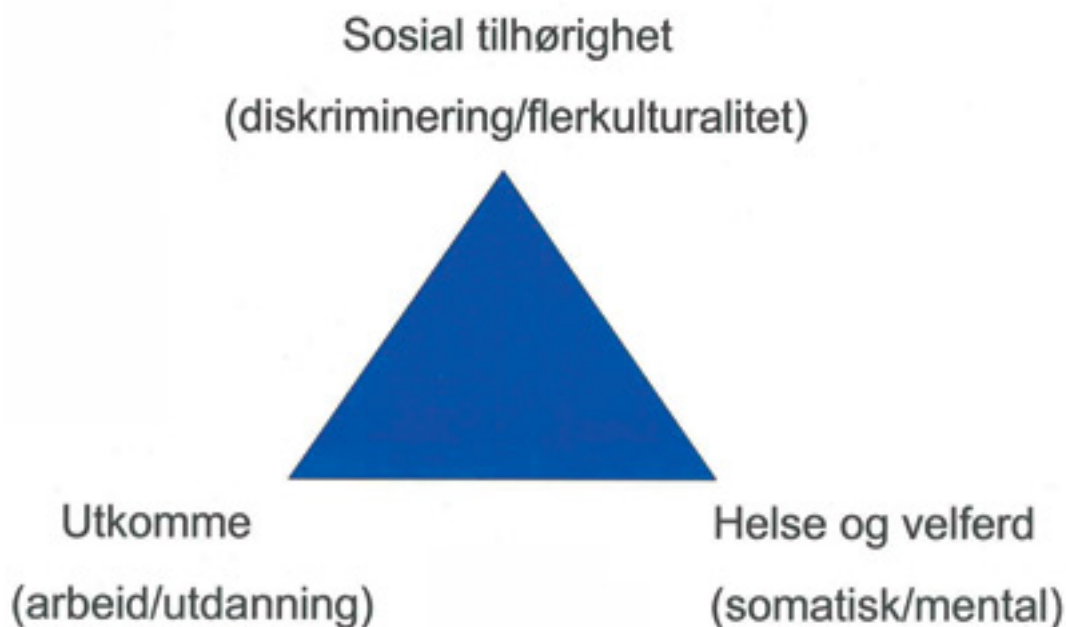 Sosial tilhørighet
(diskriminering/flerkulturalitet)
Utkomme
Helse og velferd
(arbeid/utdanning)
(somatisk/mental)